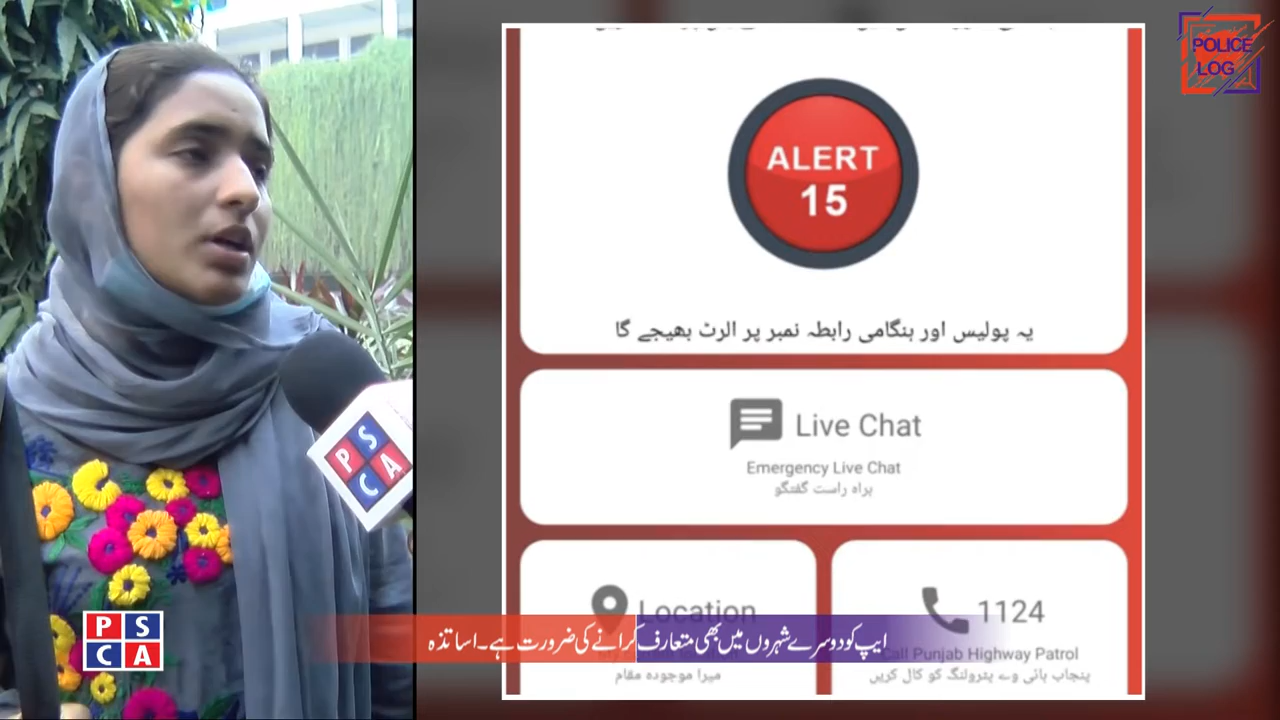 POLICE
LOG
ALERT
15
یہ پولیس اور ہنگامی رابطہ نمبر پر الرٹ بھیجے گا
Live Chat
Emergency Live Chat
براہ راست گفتگو
Location
1124
Call Punjab Highway Patrol
میرا موجودہ مقام
پنجاب ہائی وے پٹرولنگ کو کال کریں
ایپ کو دوسرے شہروں میں بھی متعارف کرانے کی ضرورت ہے۔ اساتذہ
P S
C A
P S
C A